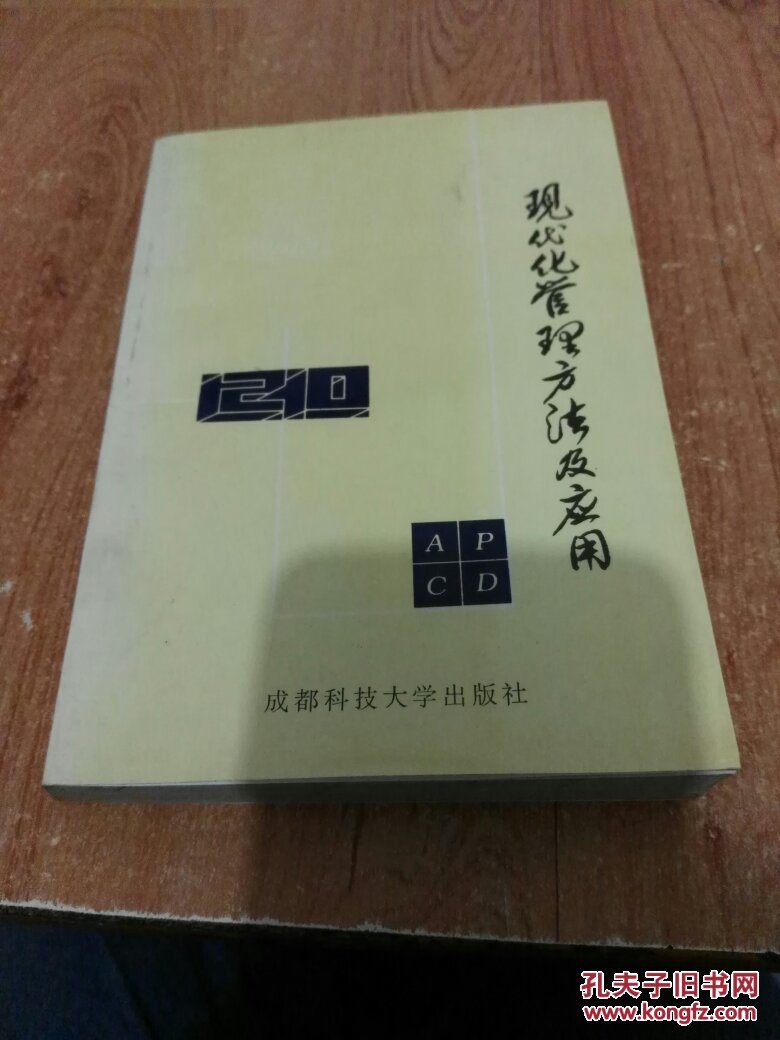 现代化管理方法及应用
120
A P
C D
成都科技大学出版社
孔夫子旧书网
www.kongfz.com